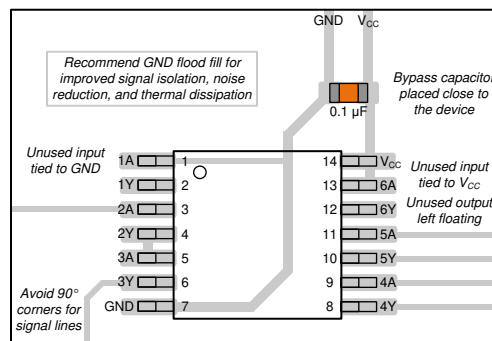 GND VCC
Recommend GND flood fill for
improved signal isolation, noise
reduction, and thermal dissipation
Bypass capacitor
placed close to
the device
0.1 µF
Unused input
tied to GND
1A 1 14 VCC
1Y 2 13 6A
2A 3 12 6Y
2Y 4 11 5A
3A 5 10 5Y
3Y 6 9 4A
GND 7 8 4Y
Unused input
tied to VCC
Unused output
left floating
Avoid 90°
corners for
signal lines